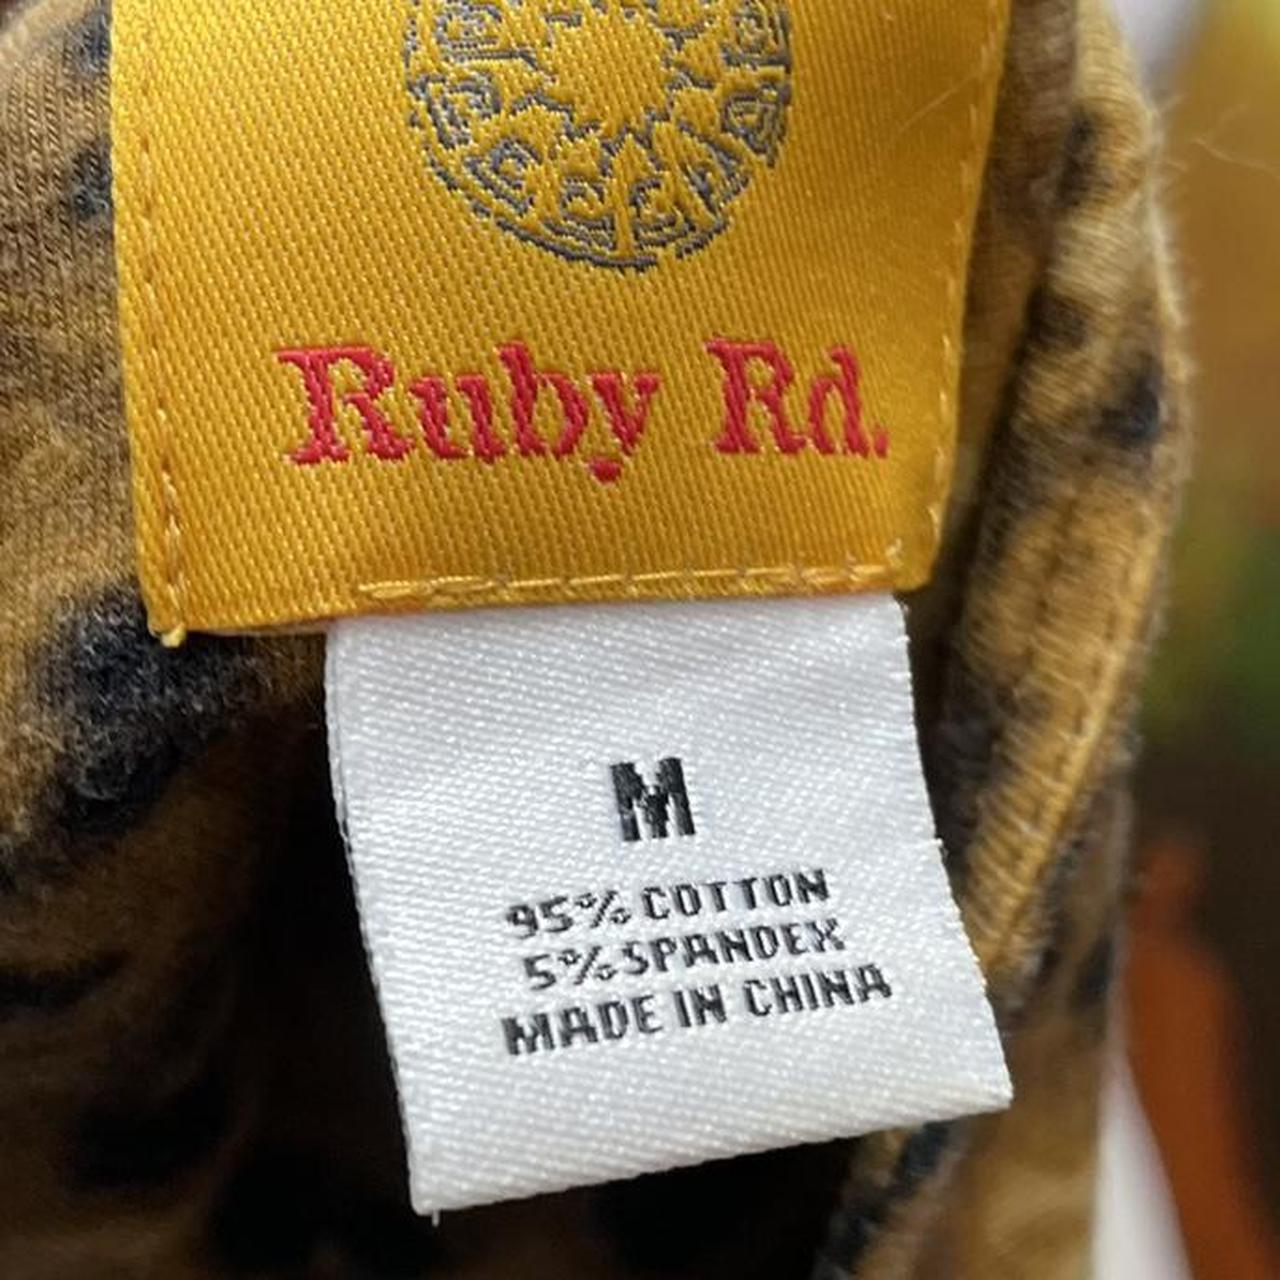 Ruby Rd.
M
95% COTTON
5% SPANDEX
MADE IN CHINA